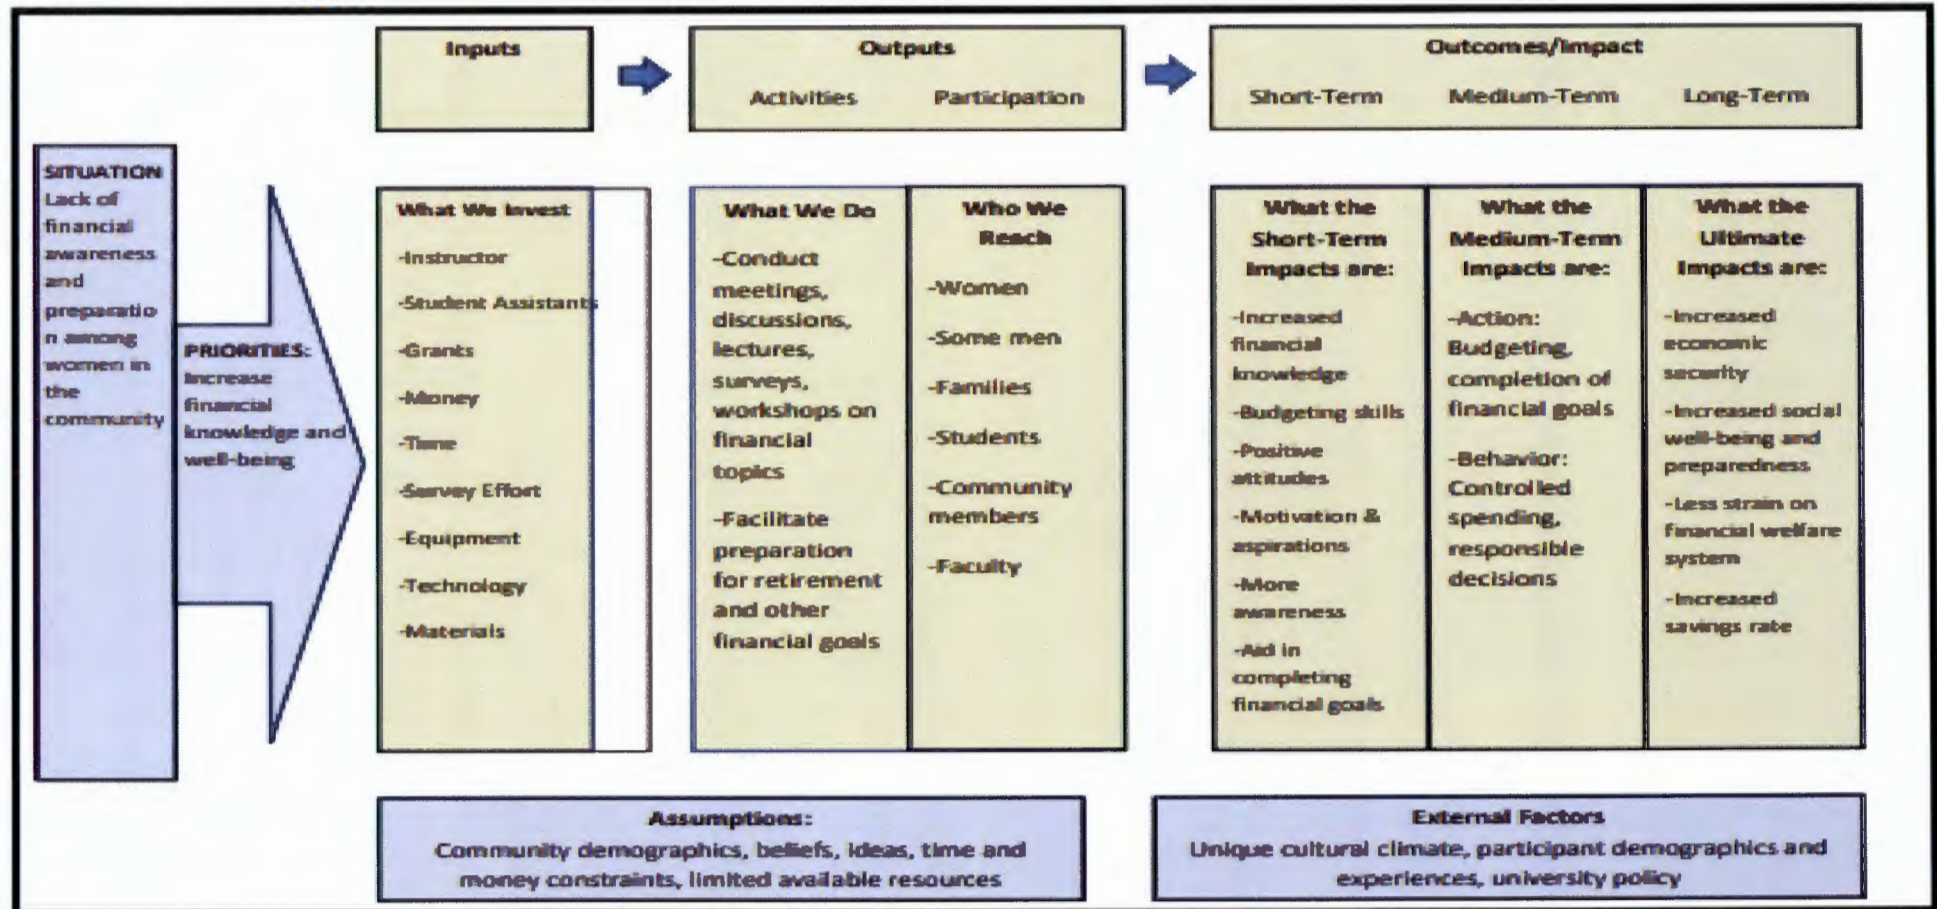 Inputs
Outputs
Activities Participation
Outcomes/Impact
Short-Term Medium-Term Long-Term
SITUATION
Lack of
financial
awareness
and
preparatio
n among
women in
the
community
PRIORITIES:
Increase
financial
knowledge and
well-being
What We Invest
-Instructor
-Student Assistants
-Grants
-Money
-Time
-Survey Effort
-Equipment
-Technology
-Materials
What We Do
-Conduct
meetings,
discussions,
lectures,
surveys,
workshops on
financial
topics
-Facilitate
preparation
for retirement
and other
financial goals
Who We
Reach
-Women
-Some men
-Families
-Students
-Community
members
-Faculty
What the
Short-Term
Impacts are:
-Increased
financial
knowledge
-Budgeting skills
-Positive
attitudes
-Motivation &
aspirations
-More
awareness
-Aid in
completing
financial goals
What the
Medium-Term
Impacts are:
-Action:
Budgeting,
completion of
financial goals
-Behavior:
Controlled
spending,
responsible
decisions
What the
Ultimate
Impacts are:
-Increased
economic
security
-Increased social
well-being and
preparedness
-Less strain on
financial welfare
system
-Increased
savings rate
Assumptions:
Community demographics, beliefs, ideas, time and
money constraints, limited available resources
External Factors
Unique cultural climate, participant demographics and
experiences, university policy